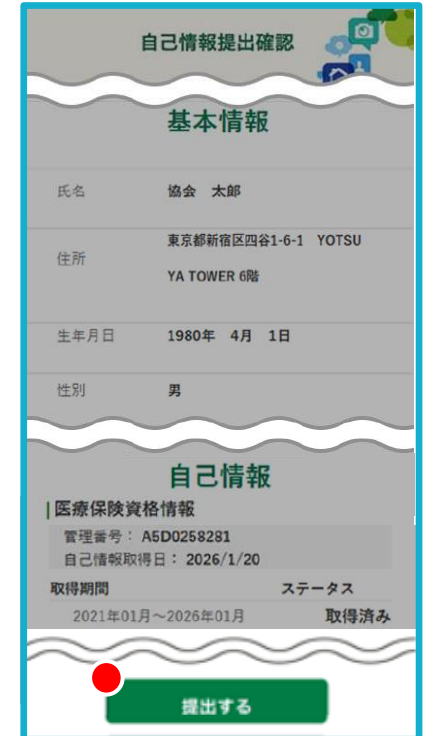 自己情報提出確認
基本情報
氏名 協会 太郎
住所 東京都新宿区四谷1-6-1 YOTSU
YA TOWER 6階
生年月日 1980年 4月 1日
性別 男
自己情報
医療保険資格情報
管理番号： A5D0258281
自己情報取得日： 2026/1/20
取得期間 ステータス
2021年01月～2026年01月 取得済み
提出する